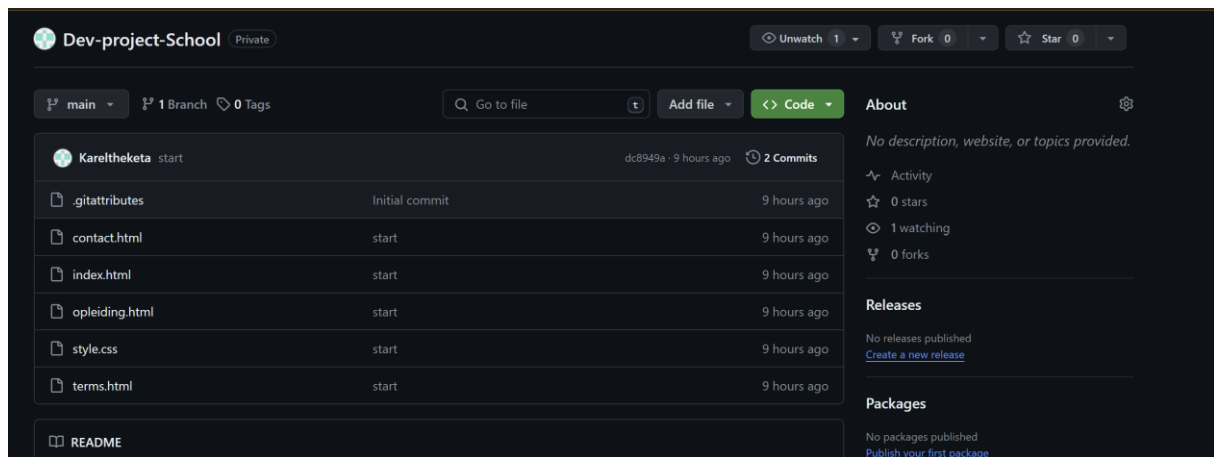 Dev-project-School Private
Unwatch 1
Fork 0
Star 0
main
1 Branch
0 Tags
Go to file t
Add file
<> Code
Kareltheketa start dc8949a · 9 hours ago 2 Commits
.gitattributes Initial commit 9 hours ago
contact.html start 9 hours ago
index.html start 9 hours ago
opleiding.html start 9 hours ago
style.css start 9 hours ago
terms.html start 9 hours ago
README
About
No description, website, or topics provided.
Activity
0 stars
1 watching
0 forks
Releases
No releases published
Create a new release
Packages
No packages published
Publish your first package